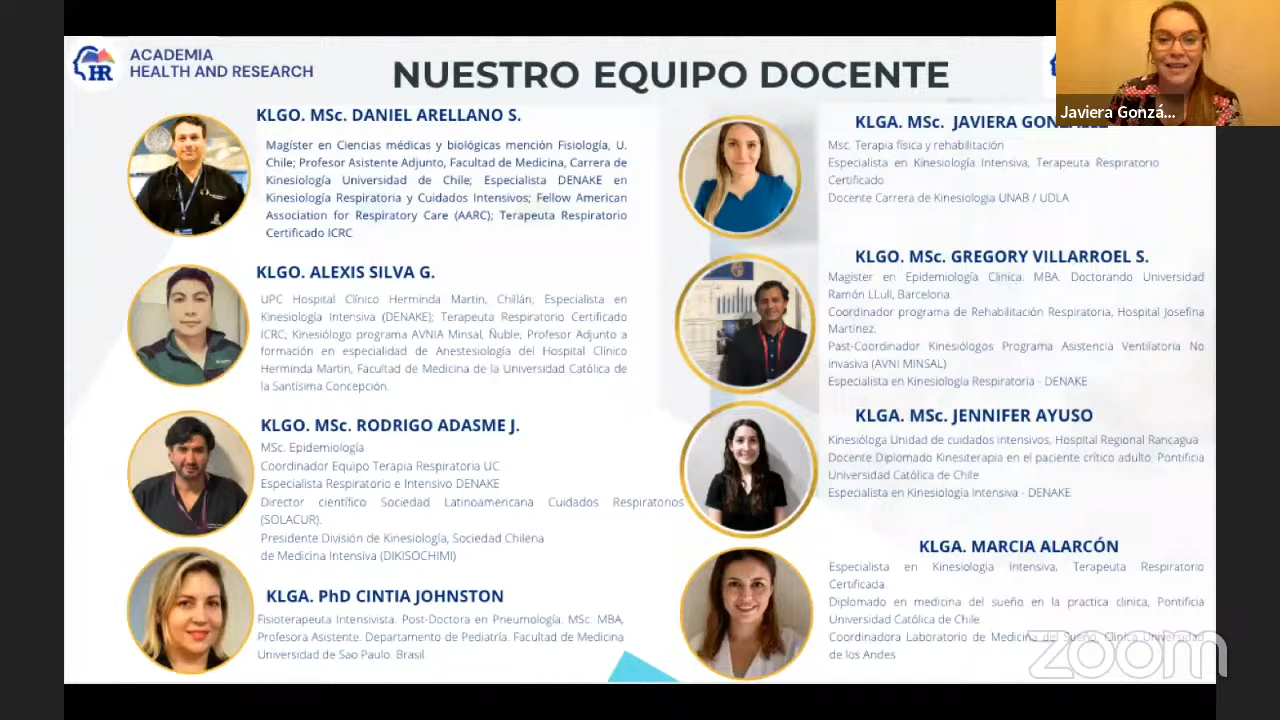 HR
ACADEMIA
HEALTH AND RESEARCH
NUESTRO EQUIPO DOCENTE
Javiera Gonzá...
KLGO. MSc. DANIEL ARELLANO S.
Magíster en Ciencias médicas y biológicas mención Fisiología, U.
Chile; Profesor Asistente Adjunto, Facultad de Medicina, Carrera de
Kinesiología Universidad de Chile; Especialista DENAKE en
Kinesiología Respiratoria y Cuidados Intensivos; Fellow American
Association for Respiratory Care (AARC); Terapeuta Respiratorio
Certificado ICRC
KLGO. ALEXIS SILVA G.
UPC Hospital Clínico Herminda Martin, Chillán; Especialista en
Kinesiología Intensiva (DENAKE); Terapeuta Respiratorio Certificado
ICRC, Kinesiólogo programa AVNIA Minsal, Ñuble; Profesor Adjunto a
formación en especialidad de Anestesiología del Hospital Clínico
Herminda Martin, Facultad de Medicina de la Universidad Católica de
la Santísima Concepción.
KLGO. MSc. RODRIGO ADASME J.
MSc. Epidemiología
Coordinador Equipo Terapia Respiratoria UC
Especialista Respiratorio e Intensivo DENAKE
Director científico Sociedad Latinoamericana Cuidados Respiratorios
(SOLACUR).
Presidente División de Kinesiología, Sociedad Chilena
de Medicina Intensiva (DIKISOCHIMI)
KLGA. PhD CINTIA JOHNSTON
Fisioterapeuta Intensivista. Post-Doctora en Pneumología. MSc. MBA,
Profesora Asistente. Departamento de Pediatría. Facultad de Medicina
Universidad de Sao Paulo. Brasil.
KLGA. MSc. JAVIERA
Msc. Terapia física y rehabilitación
Especialista en Kinesiología Intensiva, Terapeuta Respiratorio
Certificado
Docente Carrera de Kinesiologia UNAB / UDLA
KLGO. MSc. GREGORY VILLARROEL S.
Magister en Epidemiología Clinica. MBA. Doctorando Universidad
Ramón LLull, Barcelona.
Coordinador programa de Rehabilitación Respiratoria, Hospital Josefina
Martínez.
Past-Coordinador Kinesiólogos Programa Asistencia Ventilatoria No
invasiva (AVNI MINSAL)
Especialista en Kinesiología Respiratoria - DENAKE
KLGA. MSc. JENNIFER AYUSO
Kinesióloga Unidad de cuidados intensivos, Hospital Regional Rancagua
Docente Diplomado Kinesiterapia en el paciente crítico adulto. Pontificia
Universidad Católica de Chile
Especialista en Kinesiología Intensiva - DENAKE
KLGA. MARCIA ALARCÓN
Especialista en Kinesiologia Intensiva, Terapeuta Respiratorio
Certificada
Diplomado en medicina del sueño en la practica clinica, Pontificia
Universidad Católica de Chile.
Coordinadora Laboratorio de Medicina del Sueño, Clinica Universidad
de los Andes
zoom